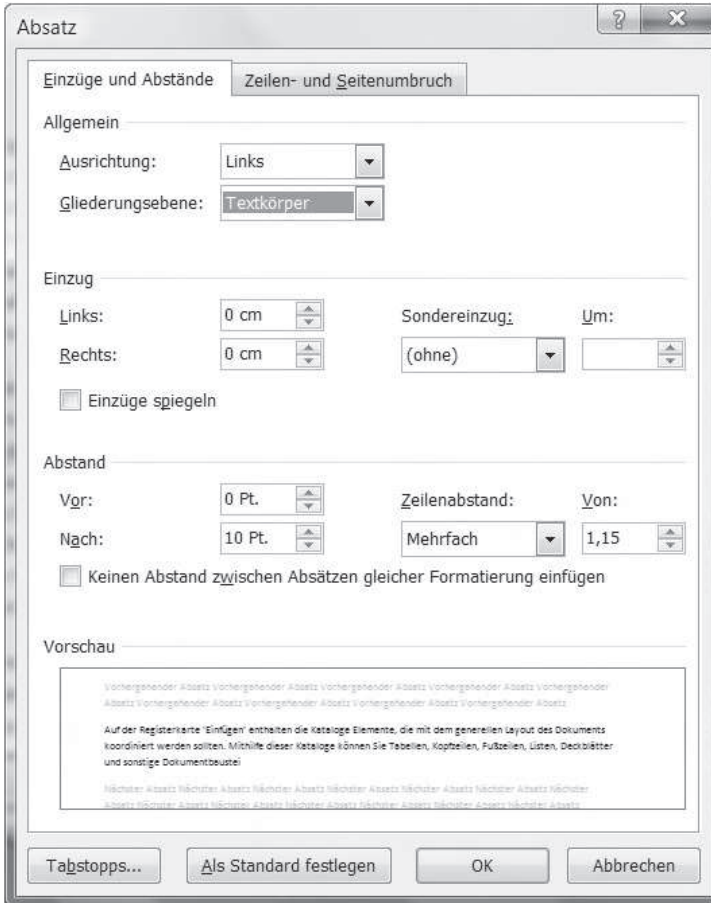 Absatz
Einzüge und Abstände
Zeilen- und Seitenumbruch
Allgemein
Ausrichtung: Links
Gliederungsebene: Textkörper
Einzug
Links: 0 cm Sondereinzug: Um:
Rechts: 0 cm (ohne)
Einzüge spiegeln
Abstand
Vor: 0 Pt. Zeilenabstand: Von:
Nach: 10 Pt. Mehrfach 1,15
Keinen Abstand zwischen Absätzen gleicher Formatierung einfügen
Vorschau
Vorhergehender Absatz Vorhergehender Absatz Vorhergehender Absatz Vorhergehender Absatz Vorhergehender
Absatz Vorhergehender Absatz Vorhergehender Absatz Vorhergehender Absatz Vorhergehender Absatz
Auf der Registerkarte 'Einfügen' enthalten die Kataloge Elemente, die mit dem generellen Layout des Dokuments
koordiniert werden sollten. Mithilfe dieser Kataloge können Sie Tabellen, Kopfzeilen, Fußzeilen, Listen, Deckblätter
und sonstige Dokumentbaustei
Nächster Absatz Nächster Absatz Nächster Absatz Nächster Absatz Nächster Absatz Nächster
Absatz Nächster Absatz Nächster Absatz Nächster Absatz Nächster Absatz Nächster Absatz
Tabstopps... Als Standard festlegen OK Abbrechen